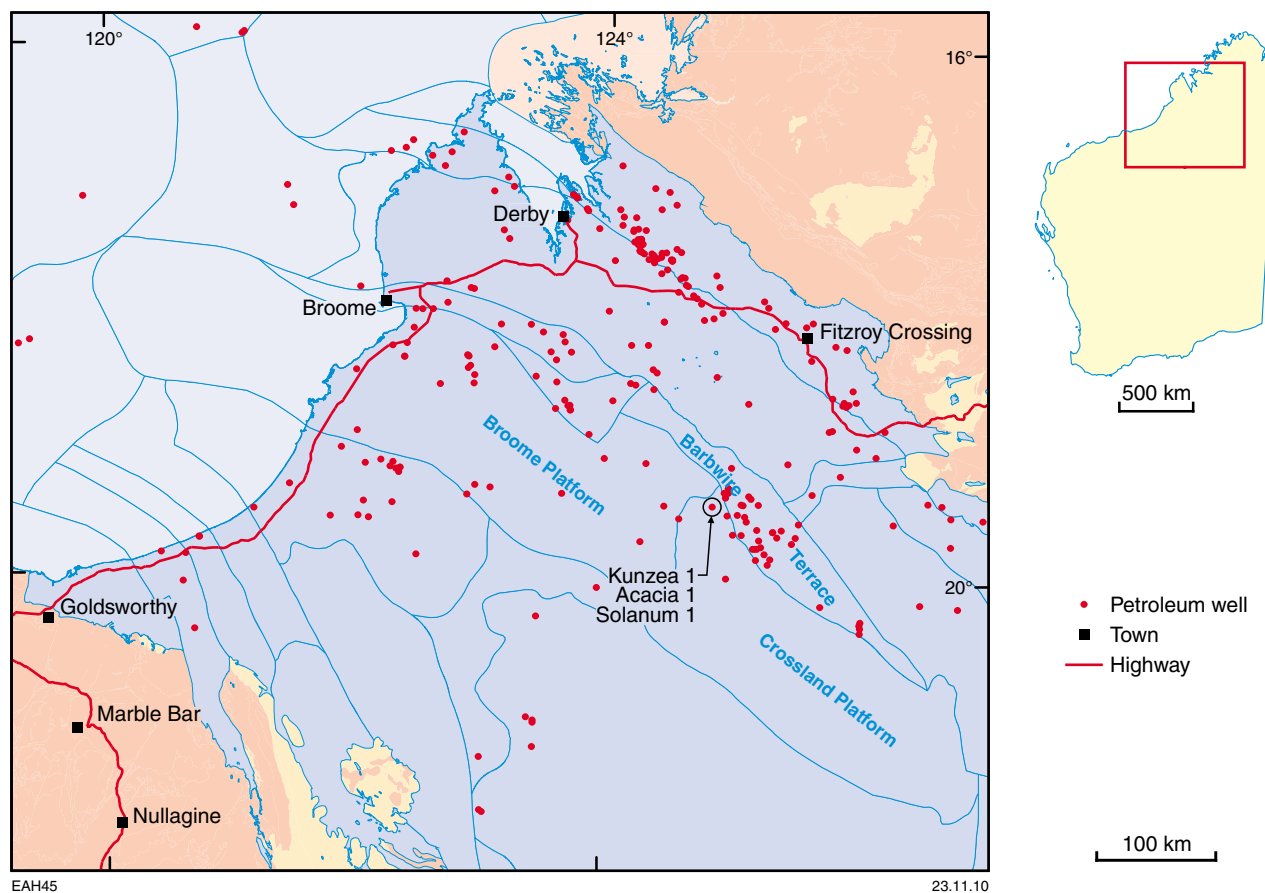 120°
124°
16°
Derby
Broome
Fitzroy Crossing
500 km
Broome Platform
Barbwire
Terrace
Kunzea 1
Acacia 1
Solanum 1
20°
Goldsworthy
Petroleum well
Town
Highway
Crossland Platform
Marble Bar
Nullagine
100 km
EAH45
23.11.10